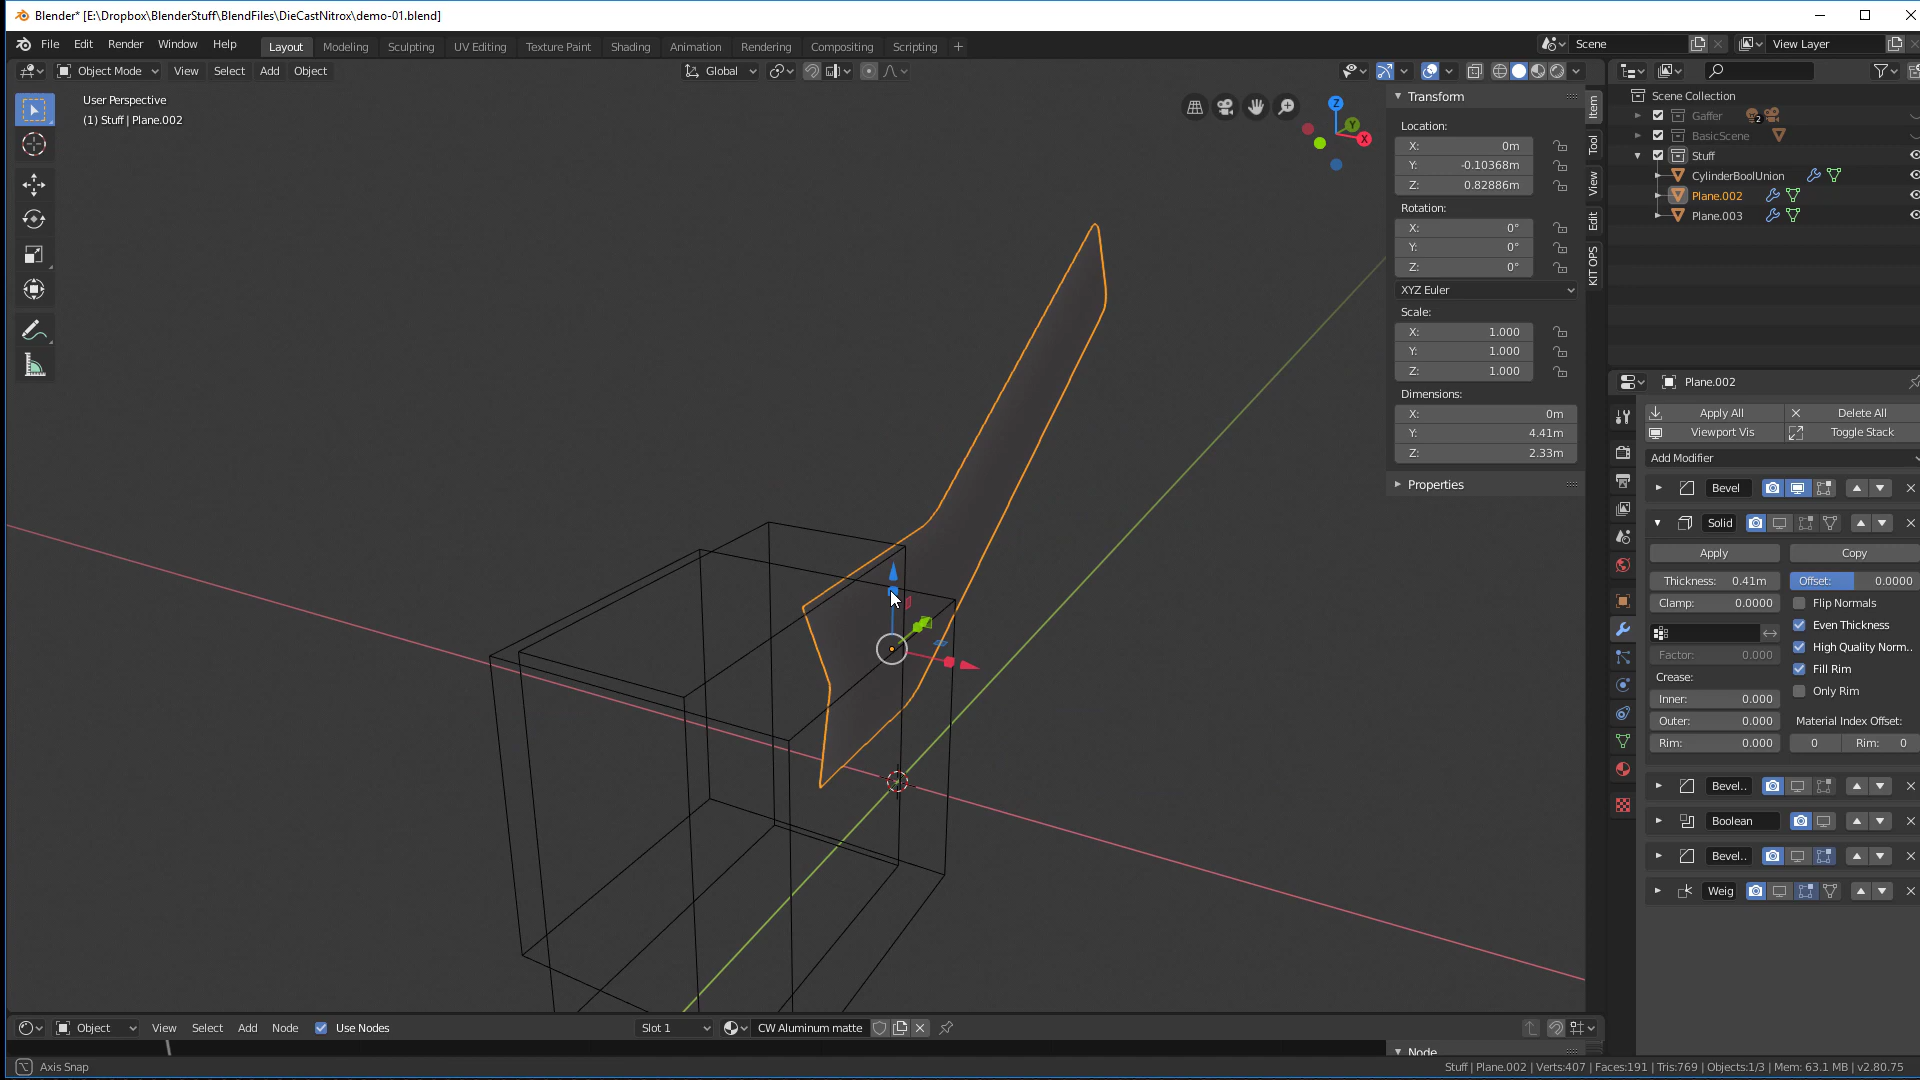 Blender* [E:\Dropbox\BlenderStuff\BlendFiles\DieCastNitrox\demo-01.blend]
File Edit Render Window Help Layout Modeling Sculpting UV Editing Texture Paint Shading Animation Rendering Compositing Scripting + Scene View Layer
Object Mode View Select Add Object Global
User Perspective
(1) Stuff | Plane.002
Z
Y
X
Transform
Location:
X: 0m
Y: -0.10368m
Z: 0.82886m
Rotation:
X: 0°
Y: 0°
Z: 0°
XYZ Euler
Scale:
X: 1.000
Y: 1.000
Z: 1.000
Dimensions:
X: 0m
Y: 4.41m
Z: 2.33m
Properties
Item
Tool
View
Edit
KIT OPS
Scene Collection
Gaffer 2
BasicScene
Stuff
CylinderBoolUnion
Plane.002
Plane.003
Plane.002
Apply All Delete All
Viewport Vis Toggle Stack
Add Modifier
Bevel
Solid
Apply Copy
Thickness: 0.41m Offset: 0.0000
Clamp: 0.0000 Flip Normals
Even Thickness
Factor: 0.000 High Quality Norm..
Crease: Fill Rim
Inner: 0.000 Only Rim
Outer: 0.000 Material Index Offset:
Rim: 0.000 0 Rim: 0
Bevel..
Boolean
Bevel..
Weig
Object View Select Add Node Use Nodes Slot 1 CW Aluminum matte
Node
Axis Snap Stuff | Plane.002 | Verts:407 | Faces:191 | Tris:769 | Objects:1/3 | Mem: 63.1 MB | v2.80.75